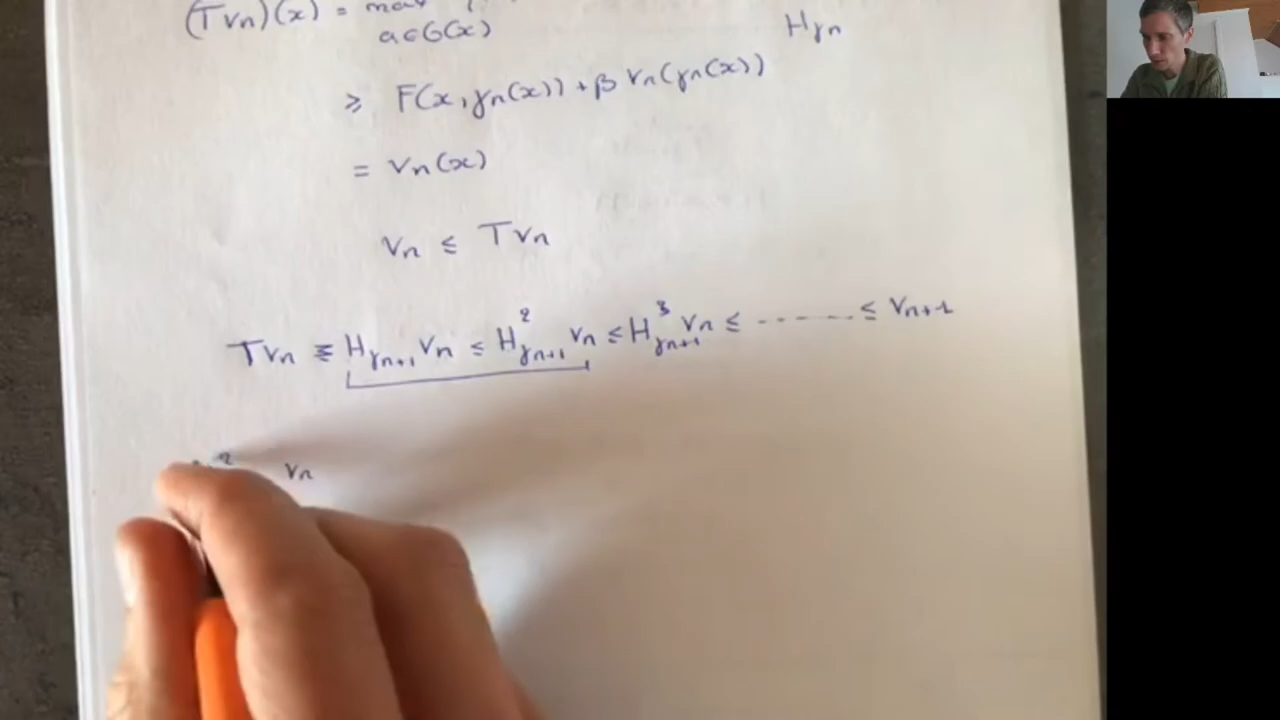 (Tvn)(x) = max
a∈G(x)
Hγn
≥ F(x, γn(x)) + β vn(γn(x))
= vn(x)
vn ≤ Tvn
Tvn ≤ Hγn+1 vn ≤ H²γn+1 vn ≤ H³γn+1 vn ≤ ------- ≤ vn+1
2 vn